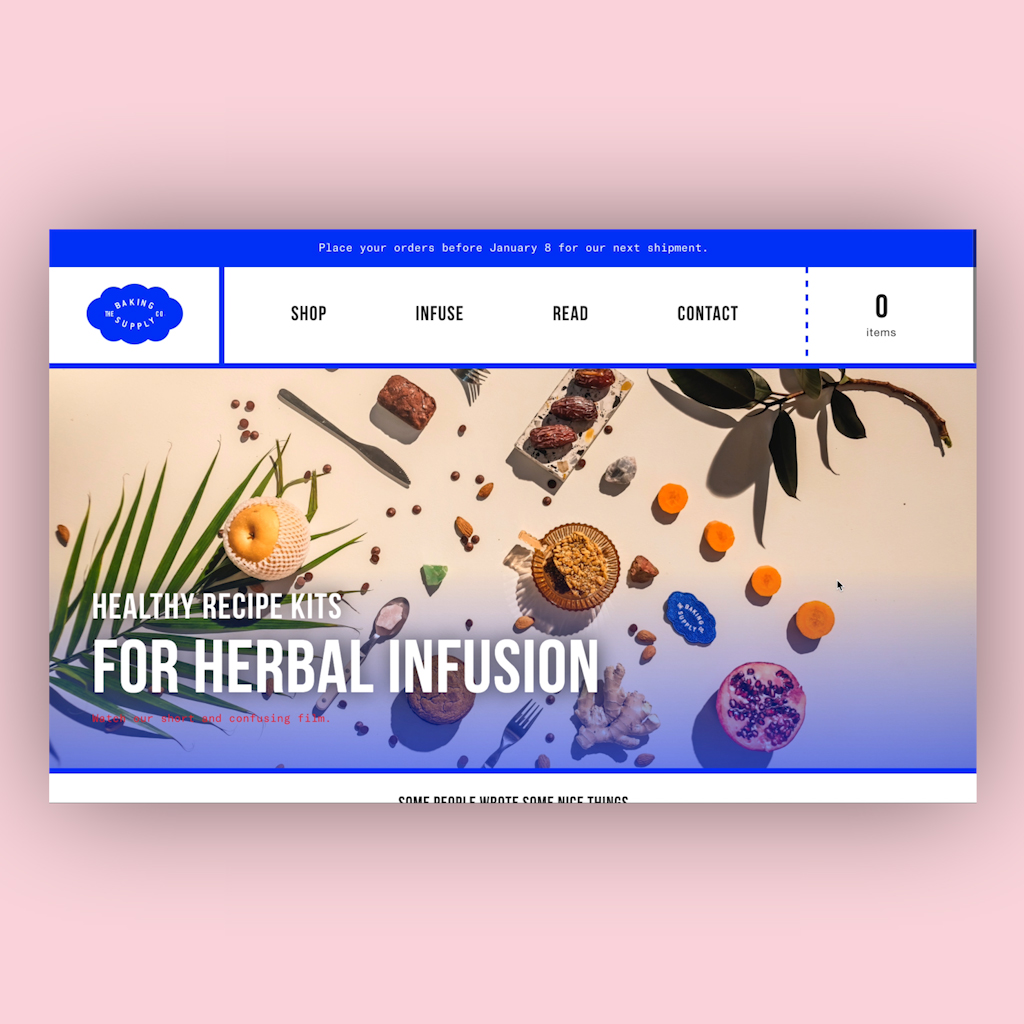 Place your orders before January 8 for our next shipment.
THE BAKING SUPPLY CO
SHOP
INFUSE
READ
CONTACT
0
items
THE BAKING SUPPLY CO
HEALTHY RECIPE KITS
FOR HERBAL INFUSION
Watch our short and confusing film.
SOME PEOPLE WROTE SOME NICE THINGS